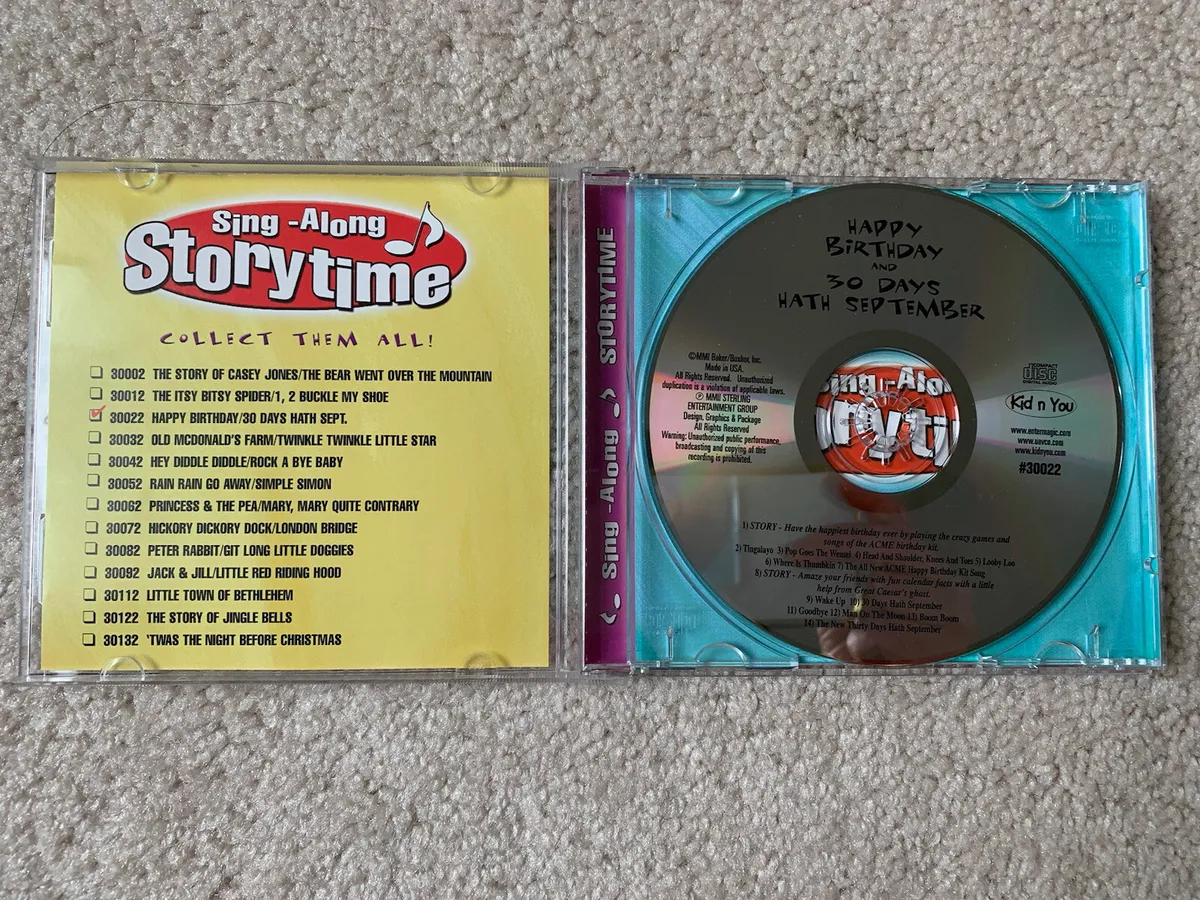 Sing -Along
Storytime
COLLECT THEM ALL!
30002 THE STORY OF CASEY JONES/THE BEAR WENT OVER THE MOUNTAIN
30012 THE ITSY BITSY SPIDER/1, 2 BUCKLE MY SHOE
30022 HAPPY BIRTHDAY/30 DAYS HATH SEPT.
30032 OLD MCDONALD'S FARM/TWINKLE TWINKLE LITTLE STAR
30042 HEY DIDDLE DIDDLE/ROCK A BYE BABY
30052 RAIN RAIN GO AWAY/SIMPLE SIMON
30062 PRINCESS & THE PEA/MARY, MARY QUITE CONTRARY
30072 HICKORY DICKORY DOCK/LONDON BRIDGE
30082 PETER RABBIT/GIT LONG LITTLE DOGGIES
30092 JACK & JILL/LITTLE RED RIDING HOOD
30112 LITTLE TOWN OF BETHLEHEM
30122 THE STORY OF JINGLE BELLS
30132 'TWAS THE NIGHT BEFORE CHRISTMAS
Sing -Along STORYTIME
HAPPY
BIRTHDAY
AND
30 DAYS
HATH SEPTEMBER
©MMI Baker/Boxhor, Inc.
Made in USA.
All Rights Reserved. Unauthorized
duplication is a violation of applicable laws.
℗ MMII STERLING
ENTERTAINMENT GROUP
Design, Graphics & Package
All Rights Reserved
Warning: Unauthorized public performance,
broadcasting and copying of this
recording is prohibited.
Sing -Along
Storyti
COMPACT
disc
DIGITAL AUDIO
Kid n You
www.entermagic.com
www.uavco.com
www.kidnyou.com
#30022
1) STORY - Have the happiest birthday ever by playing the crazy games and
songs of the ACME birthday kit.
2) Tingalayo 3) Pop Goes The Weasel 4) Head And Shoulder, Knees And Toes 5) Looby Loo
6) Where Is Thumbkin 7) The All New ACME Happy Birthday Kit Song
8) STORY - Amaze your friends with fun calendar facts with a little
help from Great Caesar's ghost.
9) Wake Up 10) 30 Days Hath September
11) Goodbye 12) Man On The Moon 13) Boom Boom
14) The New Thirty Days Hath September